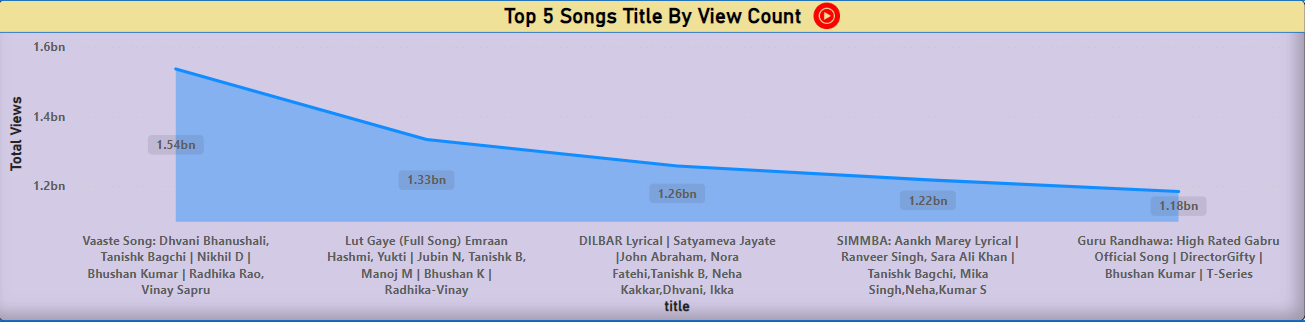 Top 5 Songs Title By View Count
1.6bn
1.4bn
1.2bn
Total Views
1.54bn
1.33bn
1.26bn
1.22bn
1.18bn
Vaaste Song: Dhvani Bhanushali,
Tanishk Bagchi | Nikhil D |
Bhushan Kumar | Radhika Rao,
Vinay Sapru
Lut Gaye (Full Song) Emraan
Hashmi, Yukti | Jubin N, Tanishk B,
Manoj M | Bhushan K |
Radhika-Vinay
DILBAR Lyrical | Satyameva Jayate
|John Abraham, Nora
Fatehi,Tanishk B, Neha
Kakkar,Dhvani, Ikka
SIMMBA: Aankh Marey Lyrical |
Ranveer Singh, Sara Ali Khan |
Tanishk Bagchi, Mika
Singh,Neha,Kumar S
Guru Randhawa: High Rated Gabru
Official Song | DirectorGifty |
Bhushan Kumar | T-Series
title